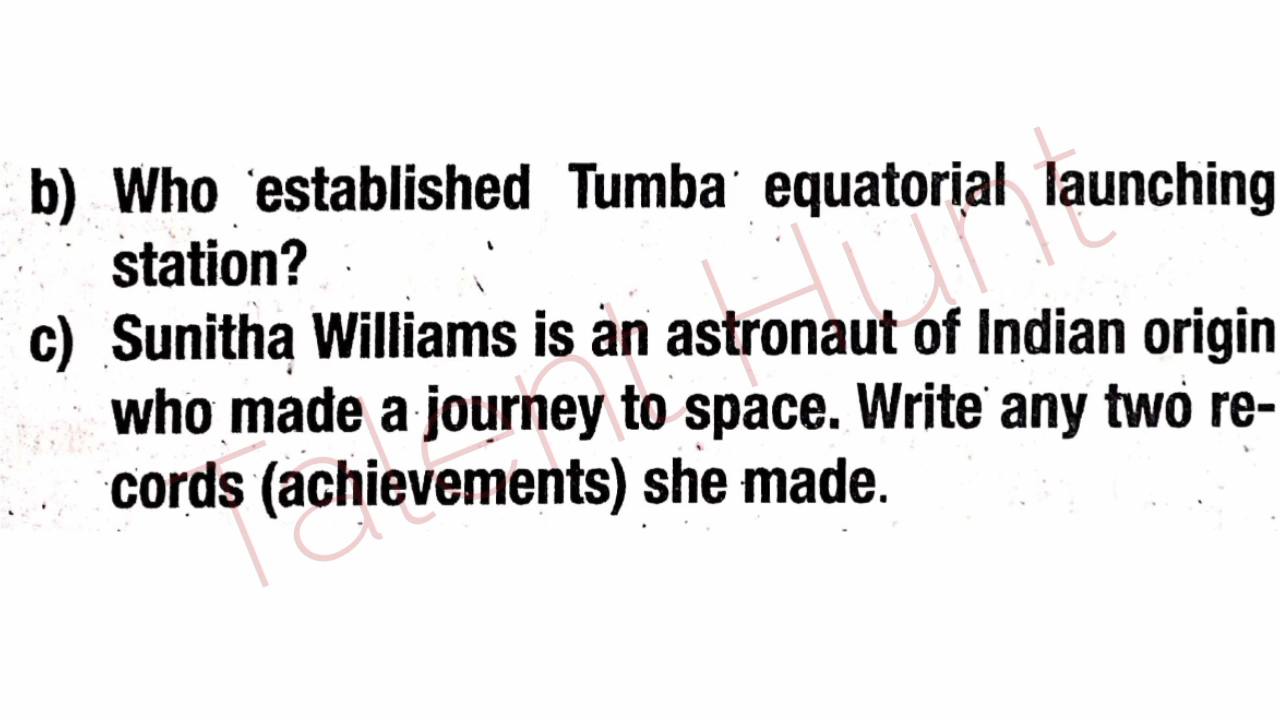 b) Who established Tumba equatorial launching
station?
c) Sunitha Williams is an astronaut of Indian origin
who made a journey to space. Write any two re-
cords (achievements) she made.
Talent Hunt